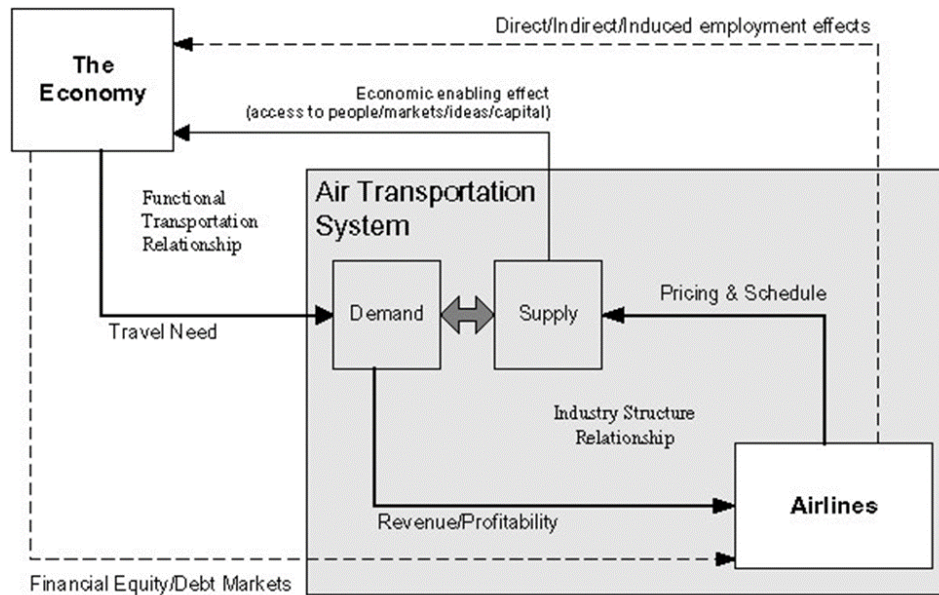 Direct/Indirect/Induced employment effects
The
Economy
Economic enabling effect
(access to people/markets/ideas/capital)
Functional
Transportation
Relationship
Air Transportation
System
Demand
Supply
Pricing & Schedule
Travel Need
Industry Structure
Relationship
Airlines
Revenue/Profitability
Financial Equity/Debt Markets